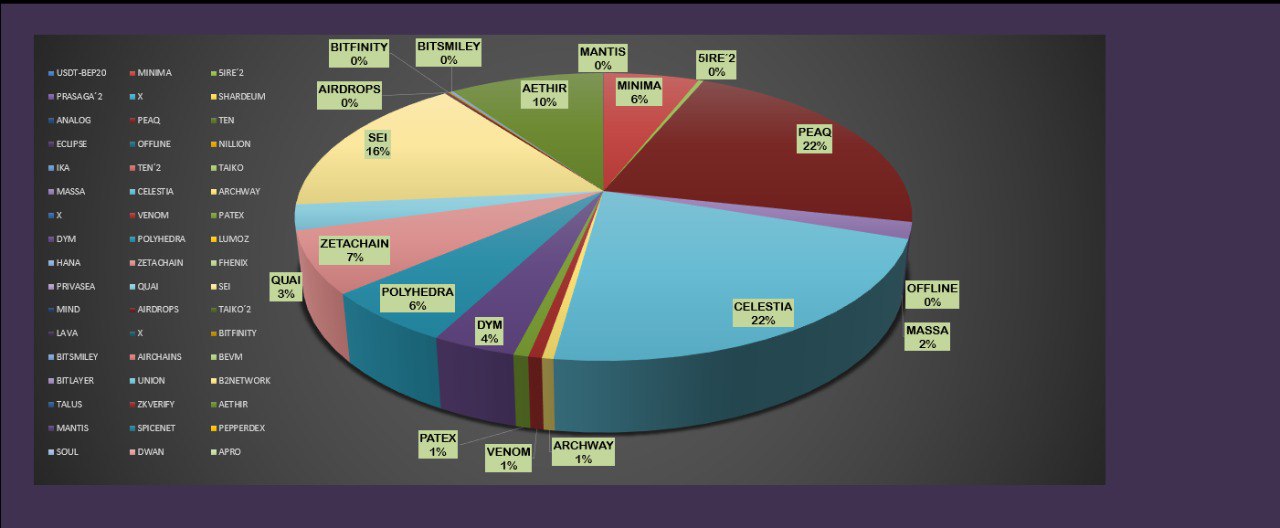 USDT-BEP20 MINIMA 5IRE´2
PRASAGA´2 X SHARDEUM
ANALOG PEAQ TEN
ECLIPSE OFFLINE NILLION
IKA TEN´2 TAIKO
MASSA CELESTIA ARCHWAY
X VENOM PATEX
DYM POLYHEDRA LUMOZ
HANA ZETACHAIN FHENIX
PRIVASEA QUAI SEI
MIND AIRDROPS TAIKO´2
LAVA X BITFINITY
BITSMILEY AIRCHAINS BEVM
BITLAYER UNION B2NETWORK
TALUS ZKVERIFY AETHIR
MANTIS SPICENET PEPPERDEX
SOUL DWAN APRO
BITFINITY
0%
BITSMILEY
0%
MANTIS
0%
5IRE´2
0%
AIRDROPS
0%
AETHIR
10%
MINIMA
6%
SEI
16%
PEAQ
22%
ZETACHAIN
7%
QUAI
3%
POLYHEDRA
6%
DYM
4%
CELESTIA
22%
OFFLINE
0%
MASSA
2%
PATEX
1%
VENOM
1%
ARCHWAY
1%